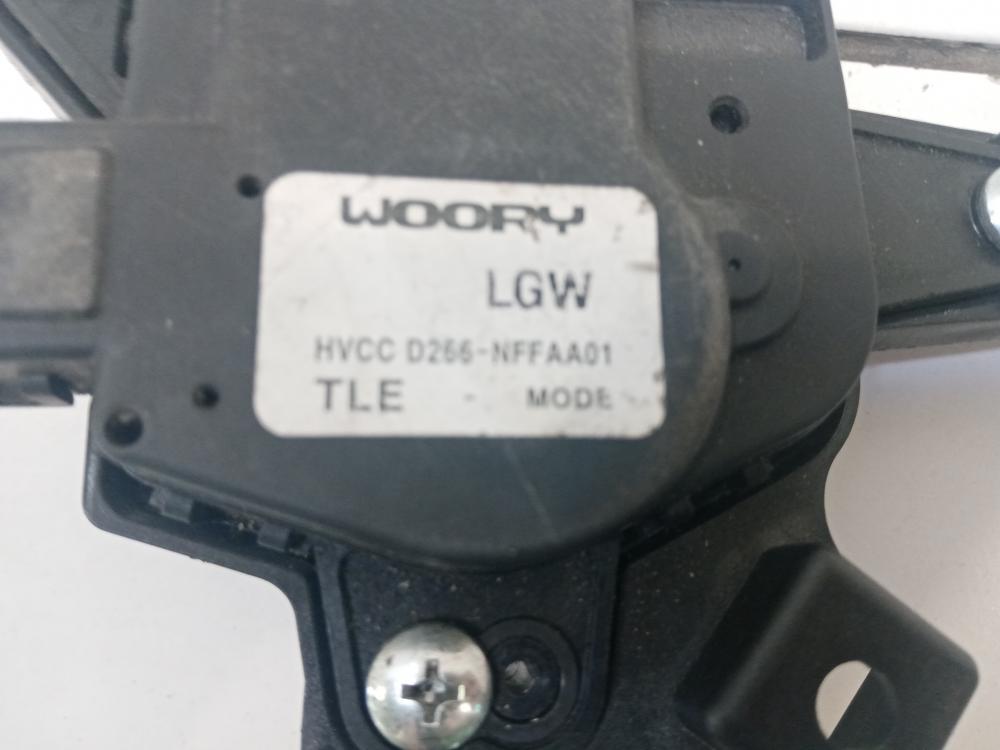 WOORY
LGW
HVCC D266-NFFAA01
TLE - MODE